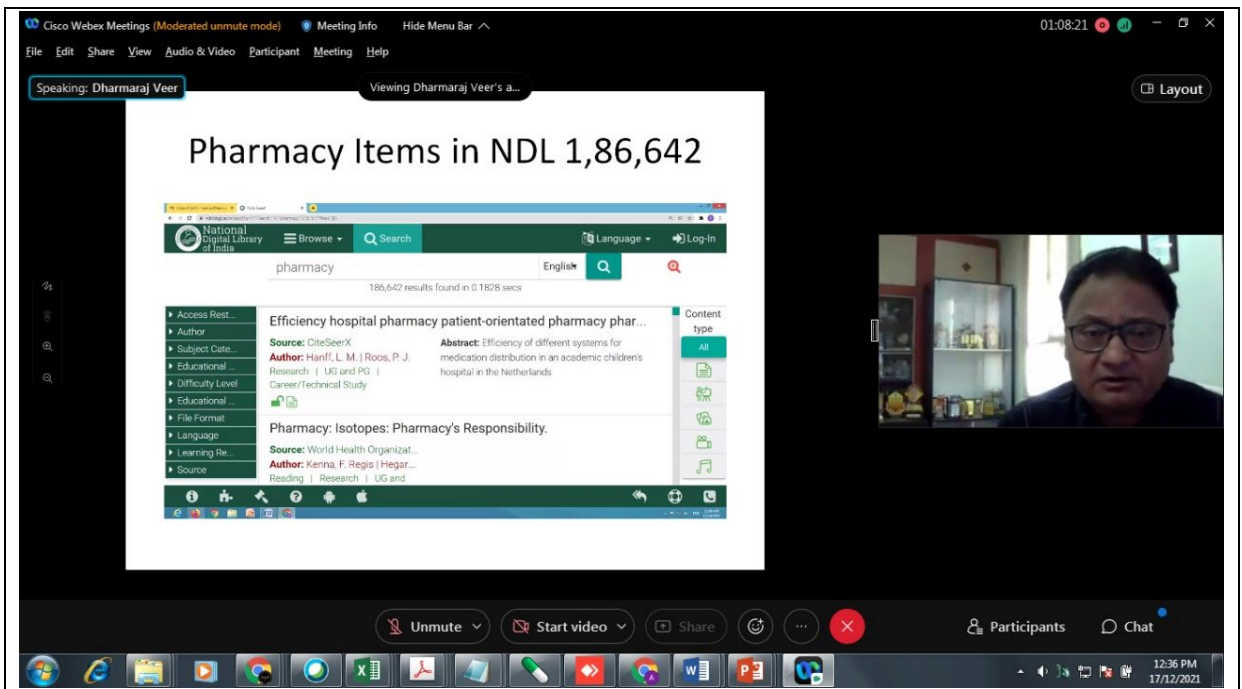 Cisco Webex Meetings (Moderated unmute mode) Meeting Info Hide Menu Bar 01:08:21
File Edit Share View Audio & Video Participant Meeting Help
Speaking: Dharmaraj Veer Viewing Dharmaraj Veer's a... Layout
Pharmacy Items in NDL 1,86,642
National
Digital Library
of India
Browse Search Language Log-In
pharmacy English
186,642 results found in 0.1828 secs
Access Rest...
Author
Subject Cate...
Educational ...
Difficulty Level
Educational ...
File Format
Language
Learning Re...
Source
Efficiency hospital pharmacy patient-orientated pharmacy phar...
Source: CiteSeerX
Author: Hanff, L. M. | Roos, P. J.
Research | UG and PG |
Career/Technical Study
Abstract: Efficiency of different systems for
medication distribution in an academic children's
hospital in the Netherlands
Pharmacy: Isotopes: Pharmacy's Responsibility.
Source: World Health Organizat...
Author: Kenna, F. Regis | Hegar...
Reading | Research | UG and
Content
type
All
Unmute Start video Share Participants Chat
12:36 PM
17/12/2021